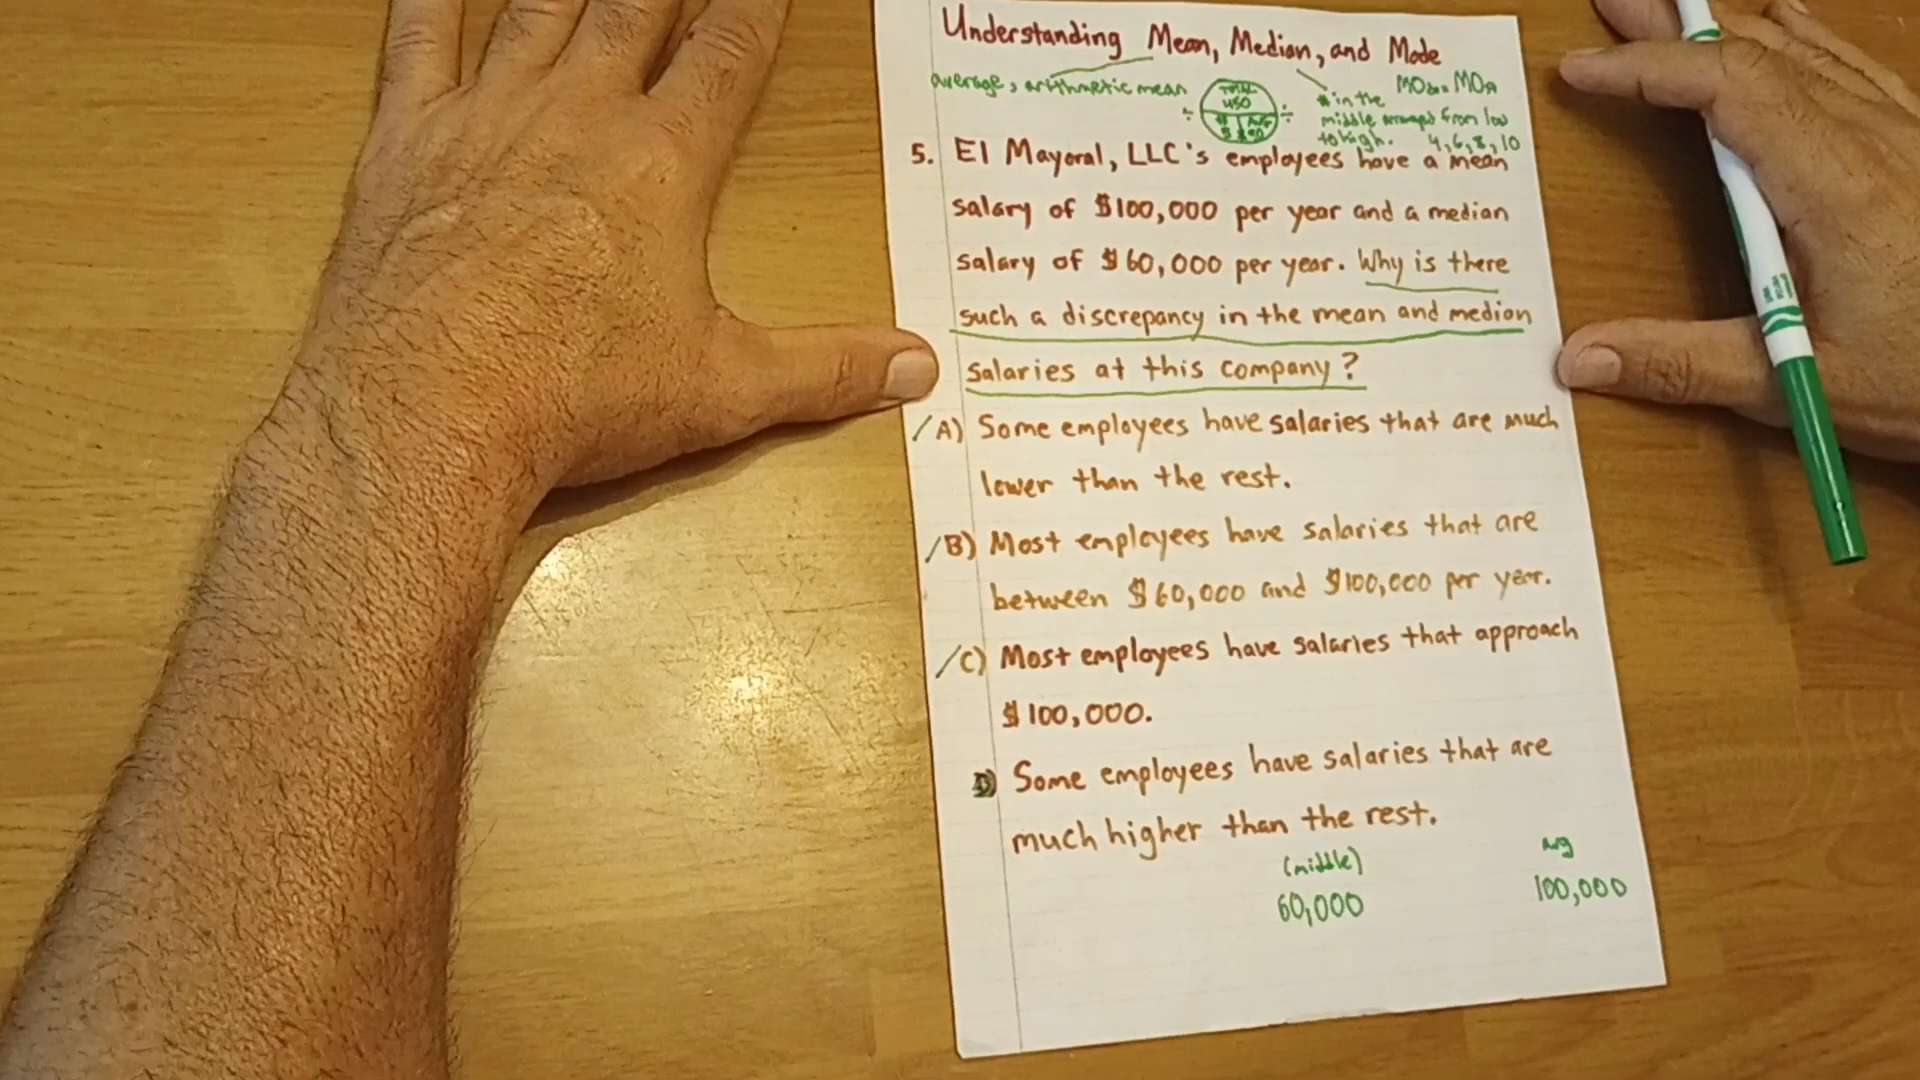 Understanding Mean, Median, and Mode
average, arithmetic mean
TOTAL
450
÷ ÷
# in the
middle arranged from low
to high. 4, 6, 8, 10
5. El Mayoral, LLC's employees have a mean
salary of $100,000 per year and a median
salary of $60,000 per year. Why is there
such a discrepancy in the mean and median
salaries at this company?
A) Some employees have salaries that are much
lower than the rest.
B) Most employees have salaries that are
between $60,000 and $100,000 per year.
C) Most employees have salaries that approach
$100,000.
D) Some employees have salaries that are
much higher than the rest.
(middle) avg
60,000 100,000